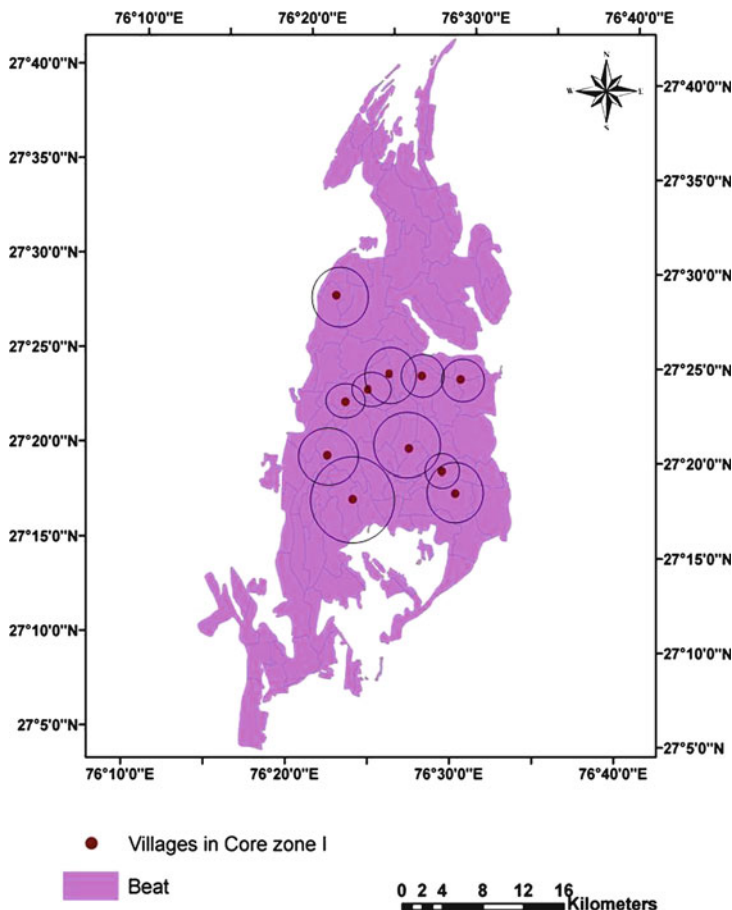 76°10'0"E 76°20'0"E 76°30'0"E 76°40'0"E
27°40'0"N
27°40'0"N
27°35'0"N
27°35'0"N
27°30'0"N
27°30'0"N
27°25'0"N
27°25'0"N
27°20'0"N
27°20'0"N
27°15'0"N
27°15'0"N
27°10'0"N
27°10'0"N
27°5'0"N
27°5'0"N
N
W E
S
76°10'0"E 76°20'0"E 76°30'0"E 76°40'0"E
Villages in Core zone I
Beat
0 2 4 8 12 16
Kilometers